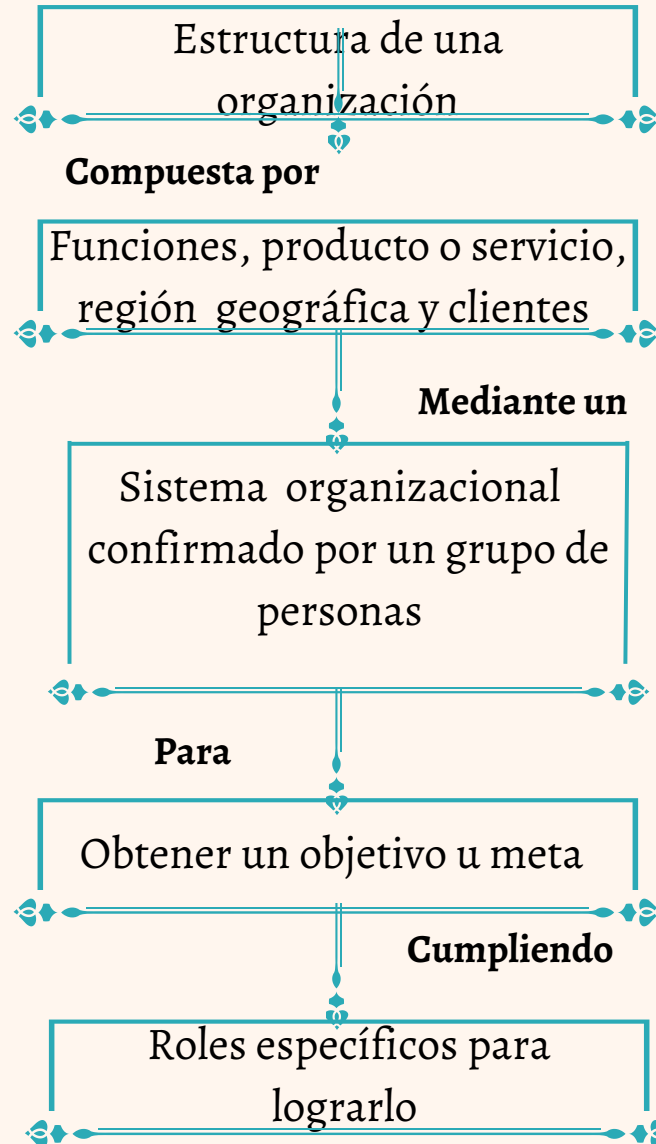 Estructura de una
organización
Compuesta por
Funciones, producto o servicio,
región  geográfica y clientes
Mediante un
Sistema  organizacional
confirmado por un grupo de
personas
Para
Obtener un objetivo u meta
Cumpliendo
Roles específicos para
lograrlo